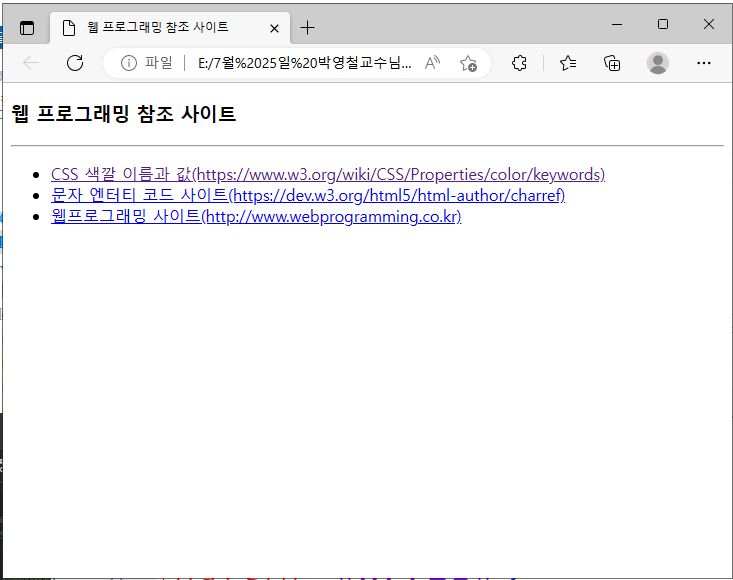 웹 프로그래밍 참조 사이트
파일 E:/7월%2025일%20박영철교수님...
웹 프로그래밍 참조 사이트
CSS 색깔 이름과 값(https://www.w3.org/wiki/CSS/Properties/color/keywords)
문자 엔터티 코드 사이트(https://dev.w3.org/html5/html-author/charref)
웹프로그래밍 사이트(http://www.webprogramming.co.kr)